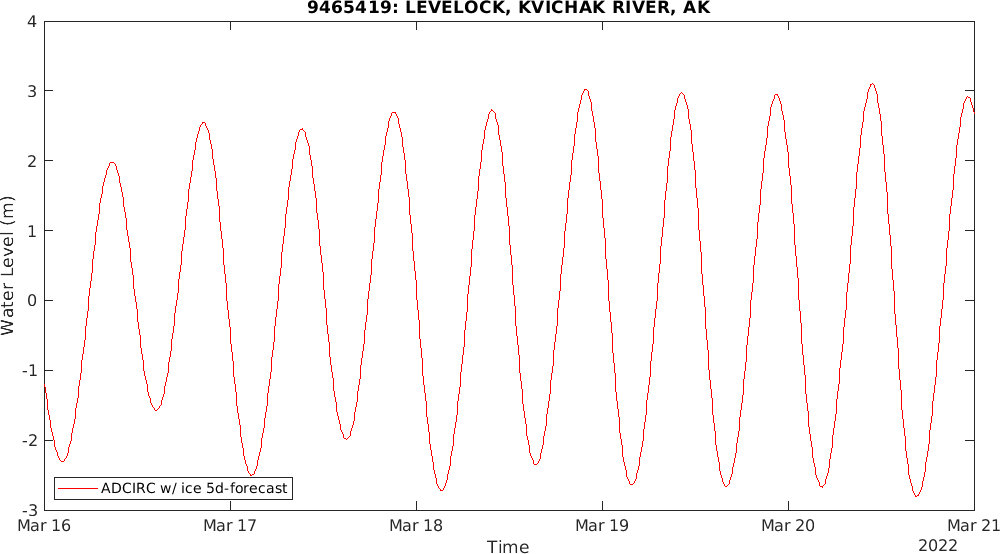 9465419: LEVELOCK, KVICHAK RIVER, AK
4
3
2
1
0
-1
-2
-3
Water Level (m)
ADCIRC w/ ice 5d-forecast
Mar 16 Mar 17 Mar 18 Mar 19 Mar 20 Mar 21
Time
2022